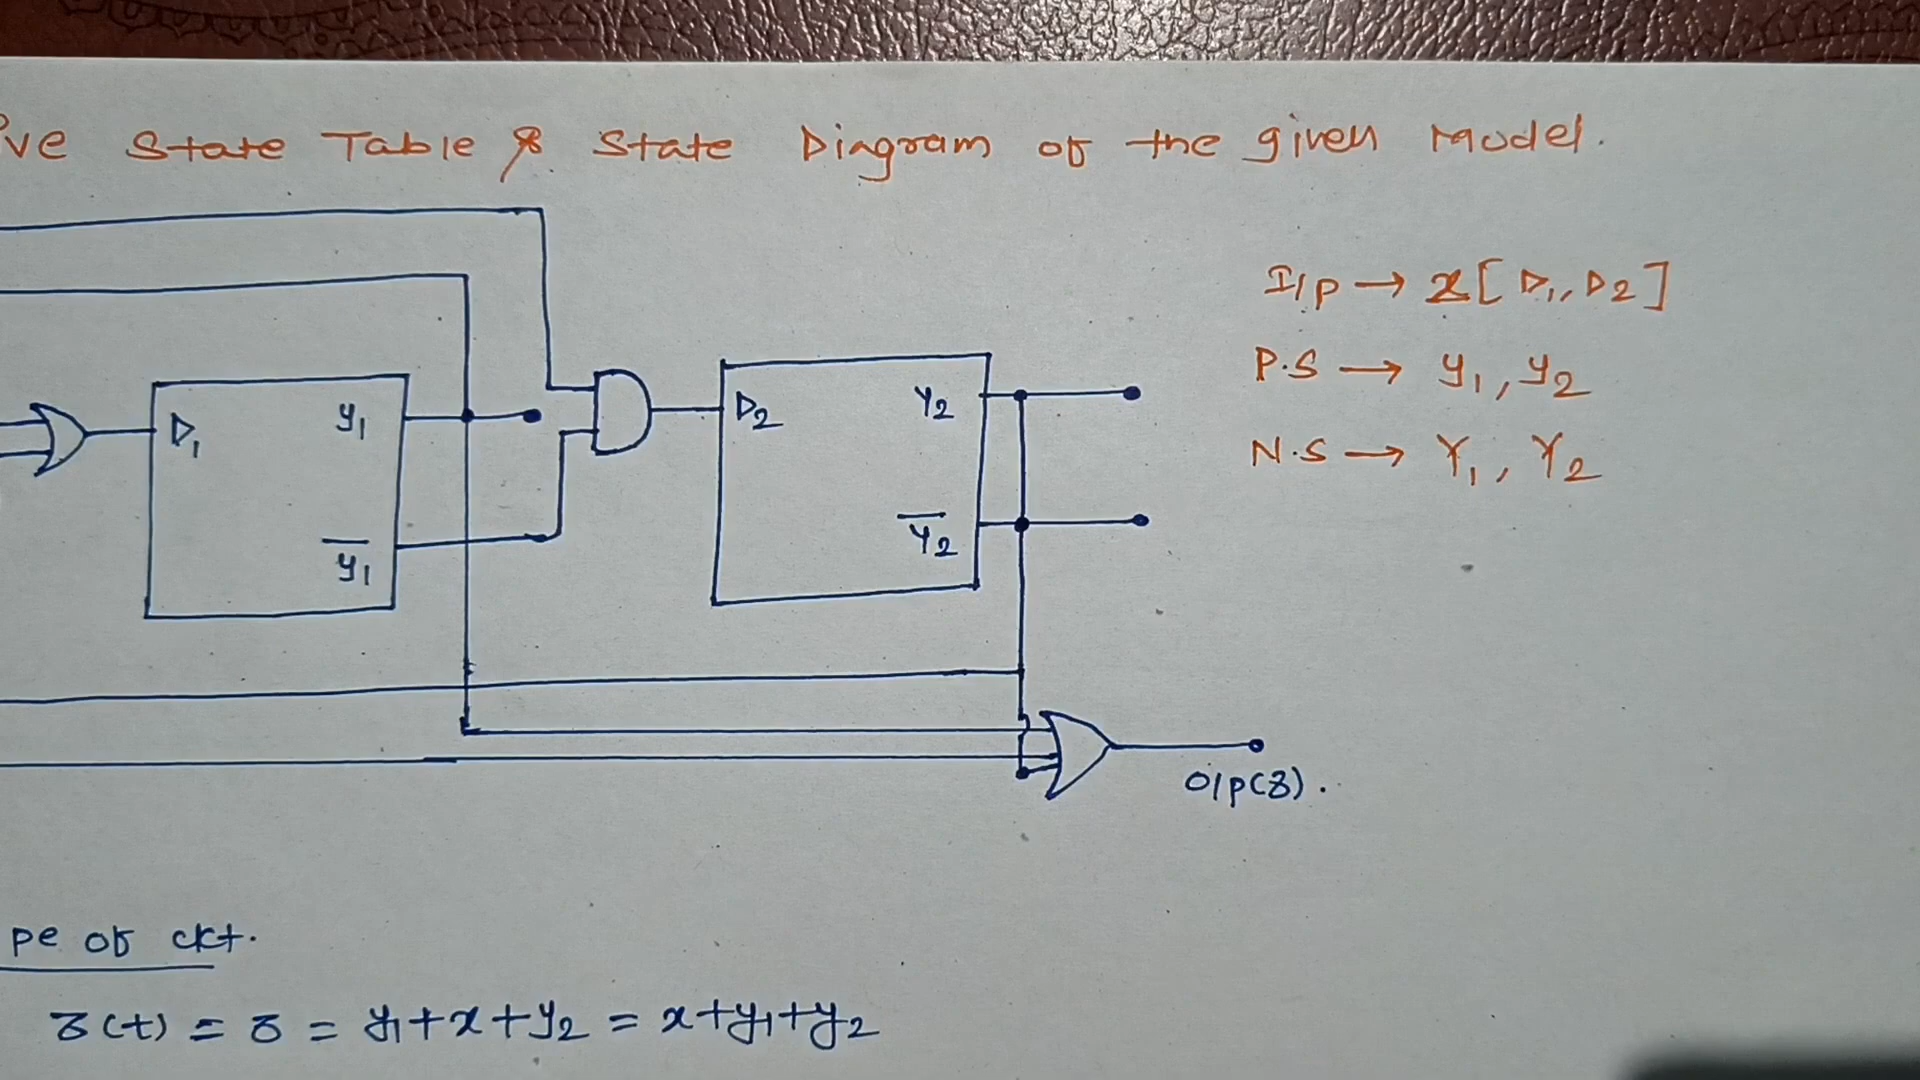 ve State Table & State Diagram of the given Model.
I/p → x[D1, D2]
P.S → y1, y2
N.S → Y1, Y2
D1 y1
y̅1̅
D2 Y2
Y̅2̅
O/p(z).
pe of ckt.
z(t) = z = y1+x+y2 = x+y1+y2